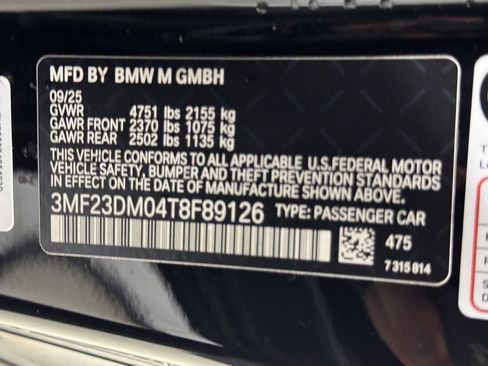 MFD BY BMW M GMBH
09/25
GVWR 4751 lbs 2155 kg
GAWR FRONT 2370 lbs 1075 kg
GAWR REAR 2502 lbs 1135 kg
THIS VEHICLE CONFORMS TO ALL APPLICABLE U.S.FEDERAL MOTOR
VEHICLE SAFETY, BUMPER AND THEFT PREVENTION STANDARDS
IN EFFECT ON THE DATE OF MANUFACTURE SHOWN ABOVE.
3MF23DM04T8F89126 TYPE: PASSENGER CAR
475
7 315 814